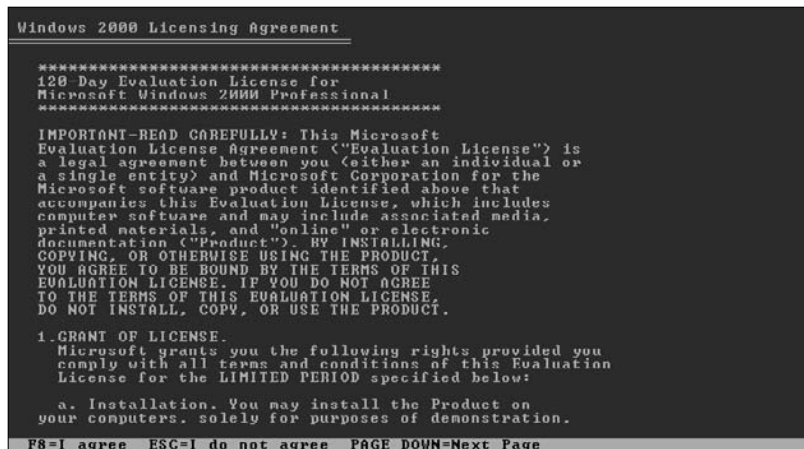 Windows 2000 Licensing Agreement
*****************************************
120-Day Evaluation License for
Microsoft Windows 2000 Professional
*****************************************
IMPORTANT-READ CAREFULLY: This Microsoft
Evaluation License Agreement ("Evaluation License") is
a legal agreement between you (either an individual or
a single entity) and Microsoft Corporation for the
Microsoft software product identified above that
accompanies this Evaluation License, which includes
computer software and may include associated media,
printed materials, and "online" or electronic
documentation ("Product"). BY INSTALLING,
COPYING, OR OTHERWISE USING THE PRODUCT,
YOU AGREE TO BE BOUND BY THE TERMS OF THIS
EVALUATION LICENSE. IF YOU DO NOT AGREE
TO THE TERMS OF THIS EVALUATION LICENSE,
DO NOT INSTALL, COPY, OR USE THE PRODUCT.
1.GRANT OF LICENSE.
Microsoft grants you the following rights provided you
comply with all terms and conditions of this Evaluation
License for the LIMITED PERIOD specified below:
a. Installation. You may install the Product on
your computers. solely for purposes of demonstration.
F8=I agree ESC=I do not agree PAGE DOWN=Next Page